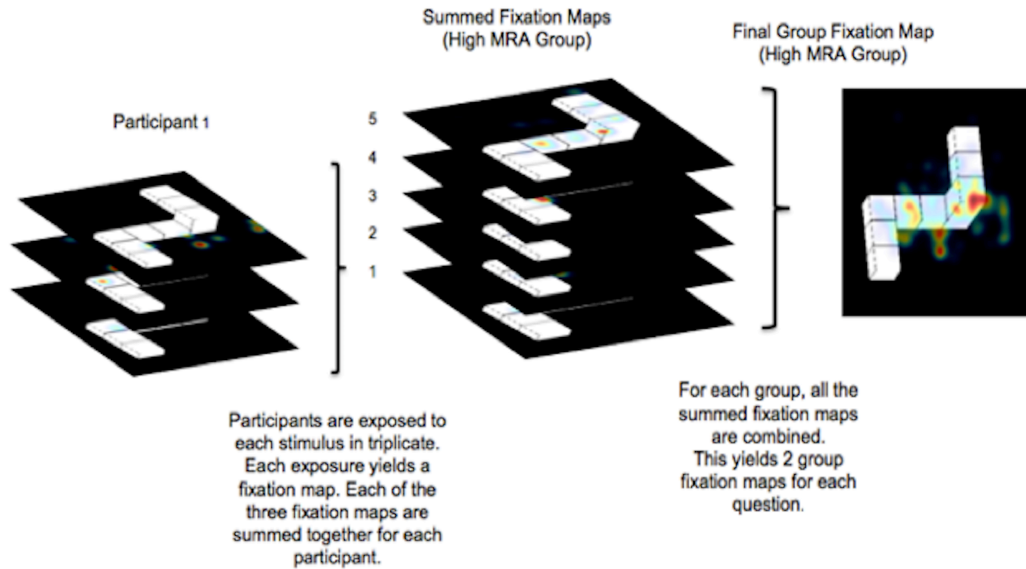 Summed Fixation Maps
(High MRA Group)
Final Group Fixation Map
(High MRA Group)
Participant 1
5
4
3
2
1
Participants are exposed to
each stimulus in triplicate.
Each exposure yields a
fixation map. Each of the
three fixation maps are
summed together for each
participant.
For each group, all the
summed fixation maps
are combined.
This yields 2 group
fixation maps for each
question.